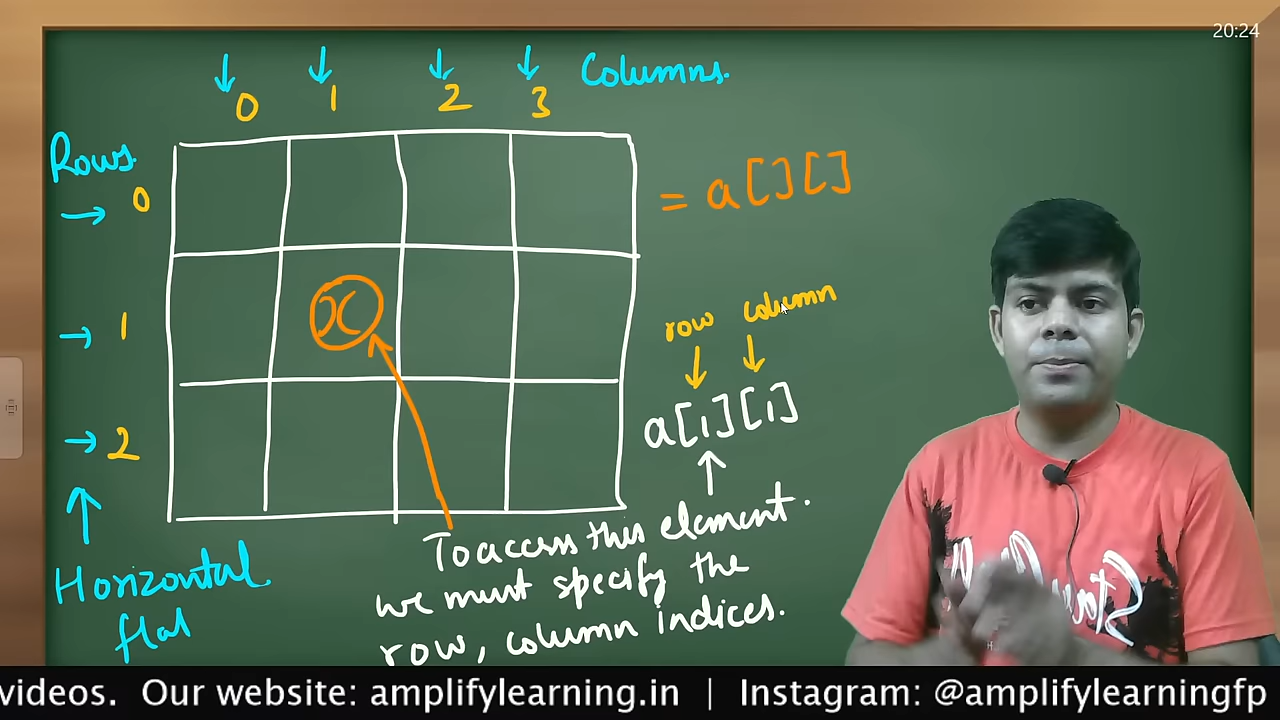 20:24
Columns.
0 1 2 3
Rows.
0
= a[][]
x
1
row column
a[1][1]
2
To access this element.
we must specify the
row, column indices.
Horizontal
flat
videos. Our website: amplifylearning.in | Instagram: @amplifylearningfp